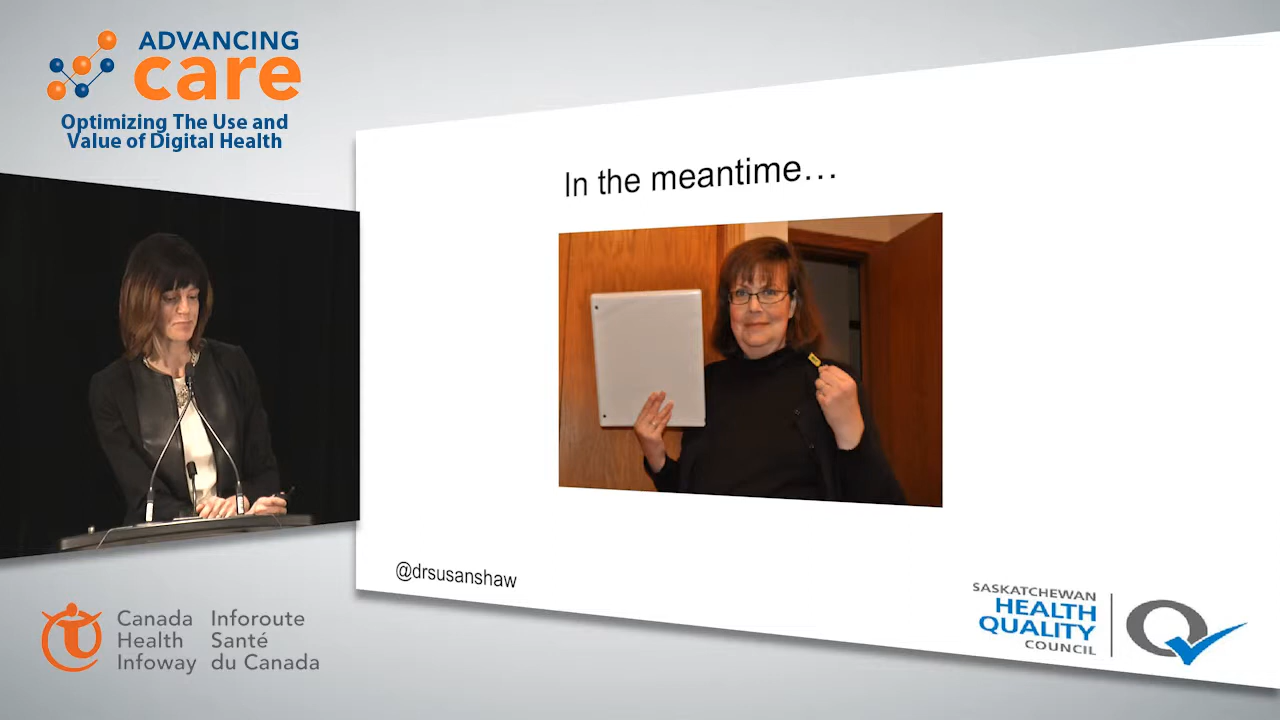 ADVANCING
care
Optimizing The Use and
Value of Digital Health
In the meantime…
@drsusanshaw
SASKATCHEWAN
HEALTH
QUALITY
COUNCIL
Canada
Health
Infoway
Inforoute
Santé
du Canada